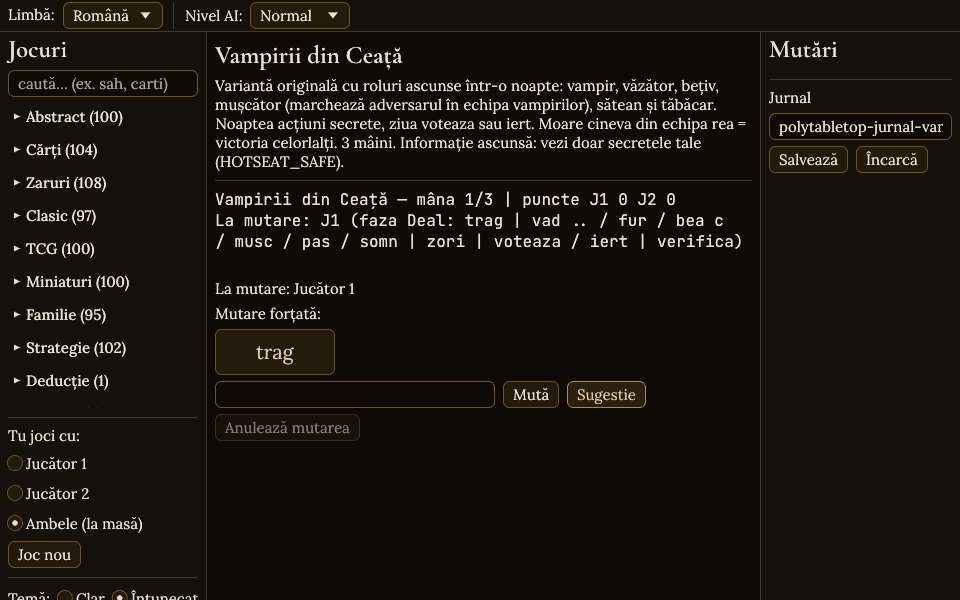 Limbă: Română Nivel AI: Normal
Jocuri
caută... (ex. sah, carti)
Abstract (100)
Cărți (104)
Zaruri (108)
Clasic (97)
TCG (100)
Miniaturi (100)
Familie (95)
Strategie (102)
Deducție (1)
Tu joci cu:
Jucător 1
Jucător 2
Ambele (la masă)
Joc nou
Temă: Clar Întunecat
Vampirii din Ceață
Variantă originală cu roluri ascunse într-o noapte: vampir, văzător, bețiv,
mușcător (marchează adversarul în echipa vampirilor), sătean și tăbăcar.
Noaptea acțiuni secrete, ziua voteaza sau iert. Moare cineva din echipa rea =
victoria celorlalți. 3 mâini. Informație ascunsă: vezi doar secretele tale
(HOTSEAT_SAFE).
Vampirii din Ceață — mâna 1/3 | puncte J1 0 J2 0
La mutare: J1 (faza Deal: trag | vad .. / fur / bea c
/ musc / pas / somn | zori | voteaza / iert | verifica)
La mutare: Jucător 1
Mutare forțată:
trag
Mută Sugestie
Anulează mutarea
Mutări
Jurnal
polytabletop-jurnal-var
Salvează Încarcă